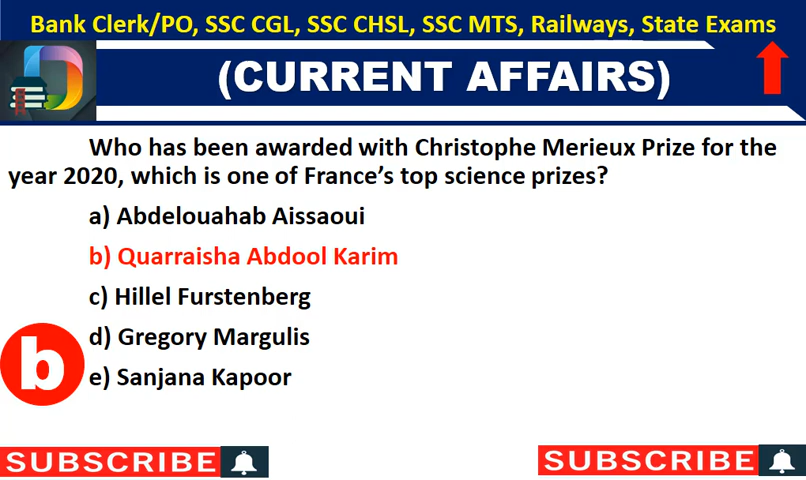 Bank Clerk/PO, SSC CGL, SSC CHSL, SSC MTS, Railways, State Exams
(CURRENT AFFAIRS)
Who has been awarded with Christophe Merieux Prize for the
year 2020, which is one of France's top science prizes?
a) Abdelouahab Aissaoui
b) Quarraisha Abdool Karim
c) Hillel Furstenberg
d) Gregory Margulis
e) Sanjana Kapoor
b
SUBSCRIBE
SUBSCRIBE